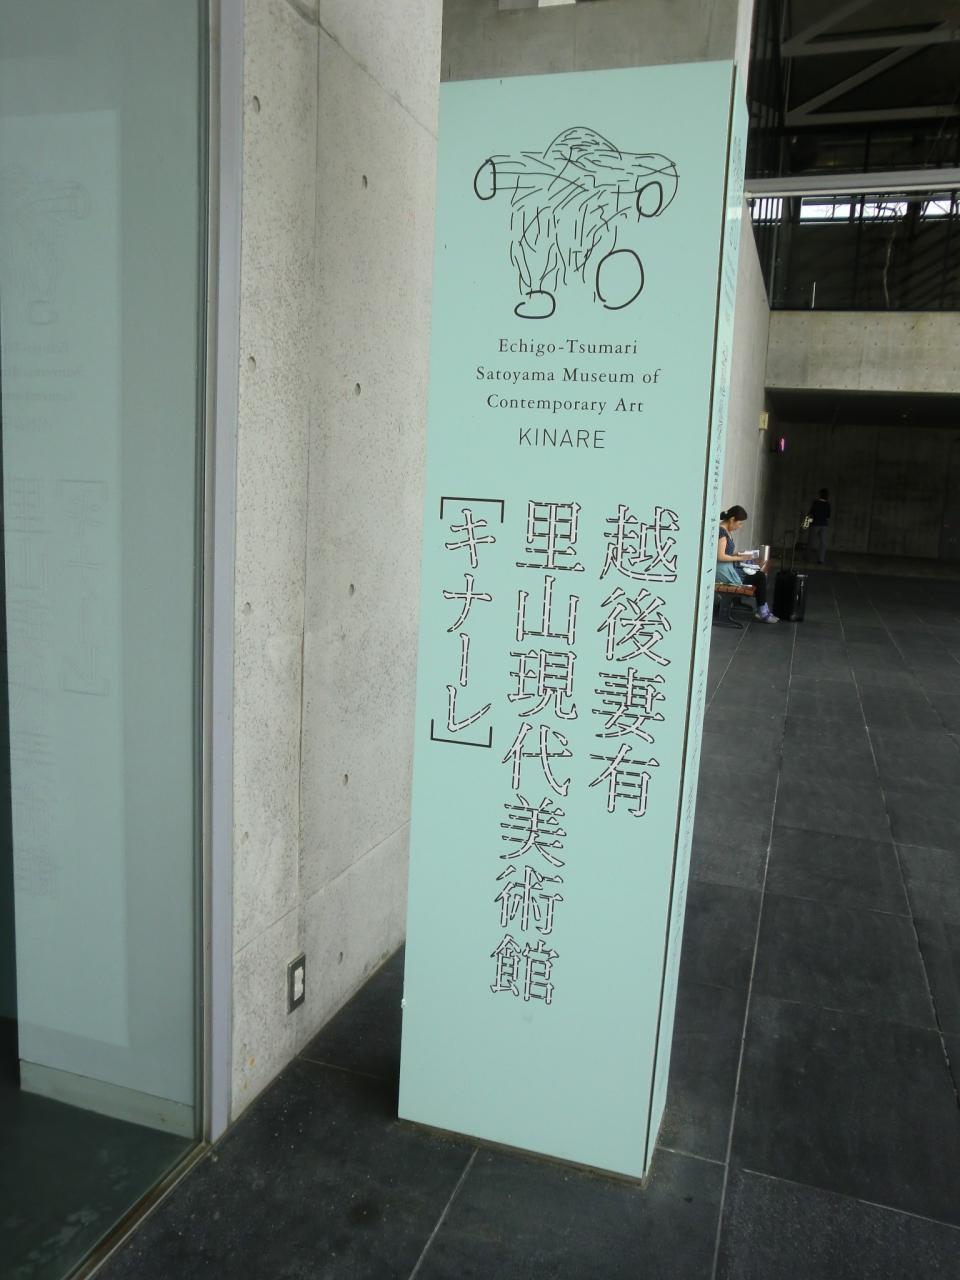 Echigo-Tsumari
Satoyama Museum of
Contemporary Art
KINARE
越後妻有
里山現代美術館
［キナーレ］